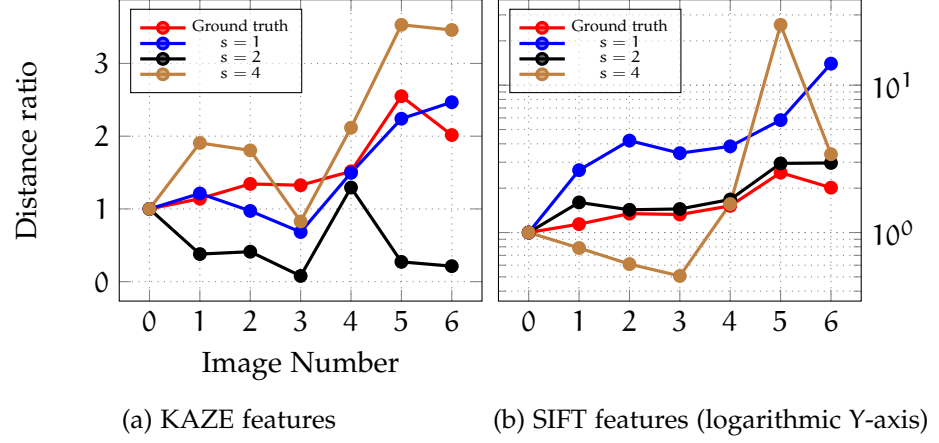 Ground truth
s = 1
s = 2
s = 4
3
2
1
0
Distance ratio
0 1 2 3 4 5 6
Image Number
(a) KAZE features
Ground truth
s = 1
s = 2
s = 4
10¹
10⁰
0 1 2 3 4 5 6
(b) SIFT features (logarithmic Y-axis)